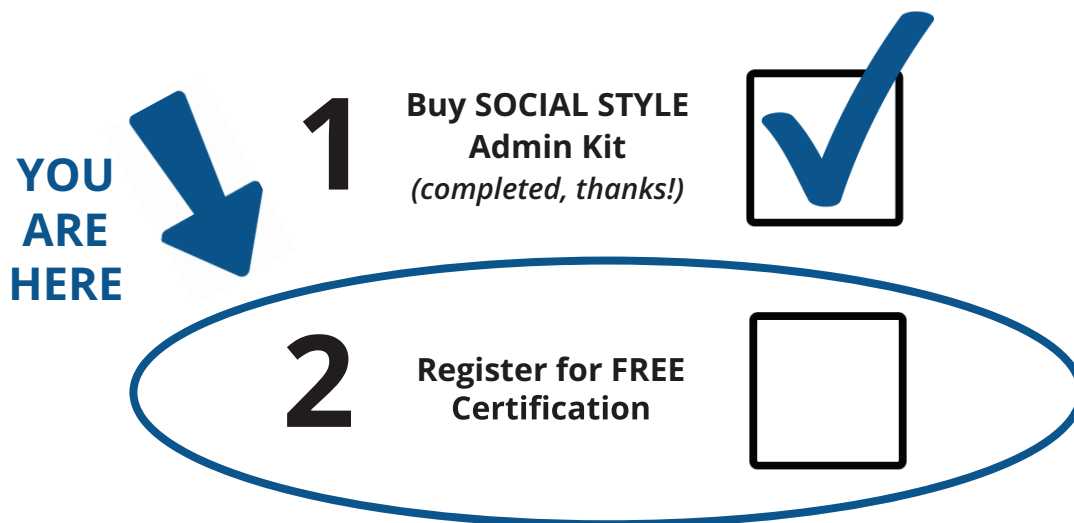 YOU
ARE
HERE
1
Buy SOCIAL STYLE
Admin Kit
(completed, thanks!)
2
Register for FREE
Certification